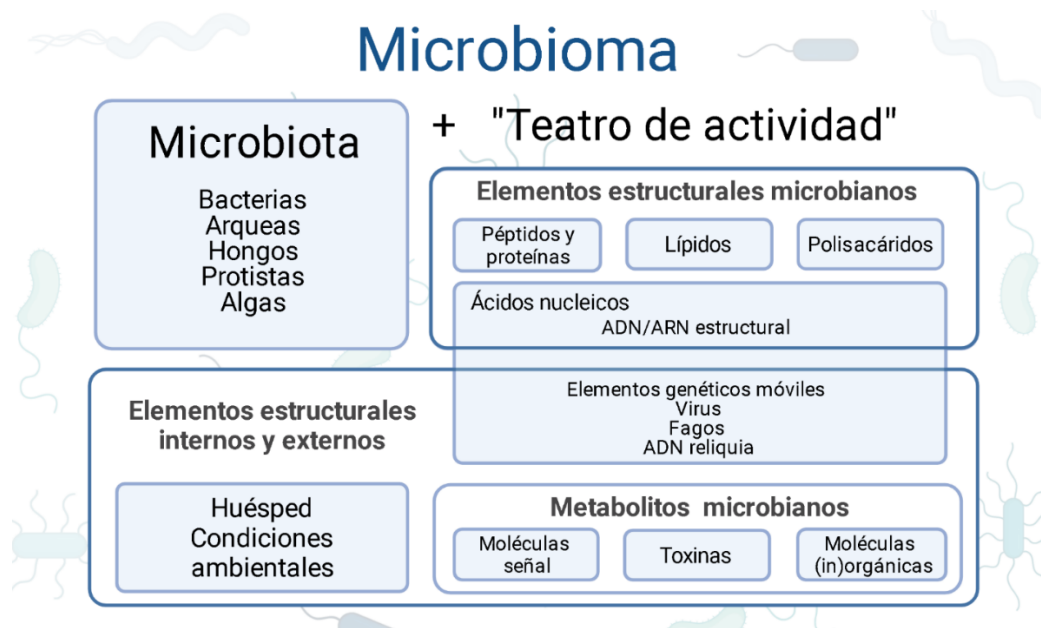 Microbioma
Microbiota
Bacterias
Arqueas
Hongos
Protistas
Algas
+ "Teatro de actividad"
Elementos estructurales microbianos
Péptidos y
proteínas
Lípidos
Polisacáridos
Ácidos nucleicos
ADN/ARN estructural
Elementos genéticos móviles
Virus
Fagos
ADN reliquia
Elementos estructurales
internos y externos
Huésped
Condiciones
ambientales
Metabolitos microbianos
Moléculas
señal
Toxinas
Moléculas
(in)orgánicas